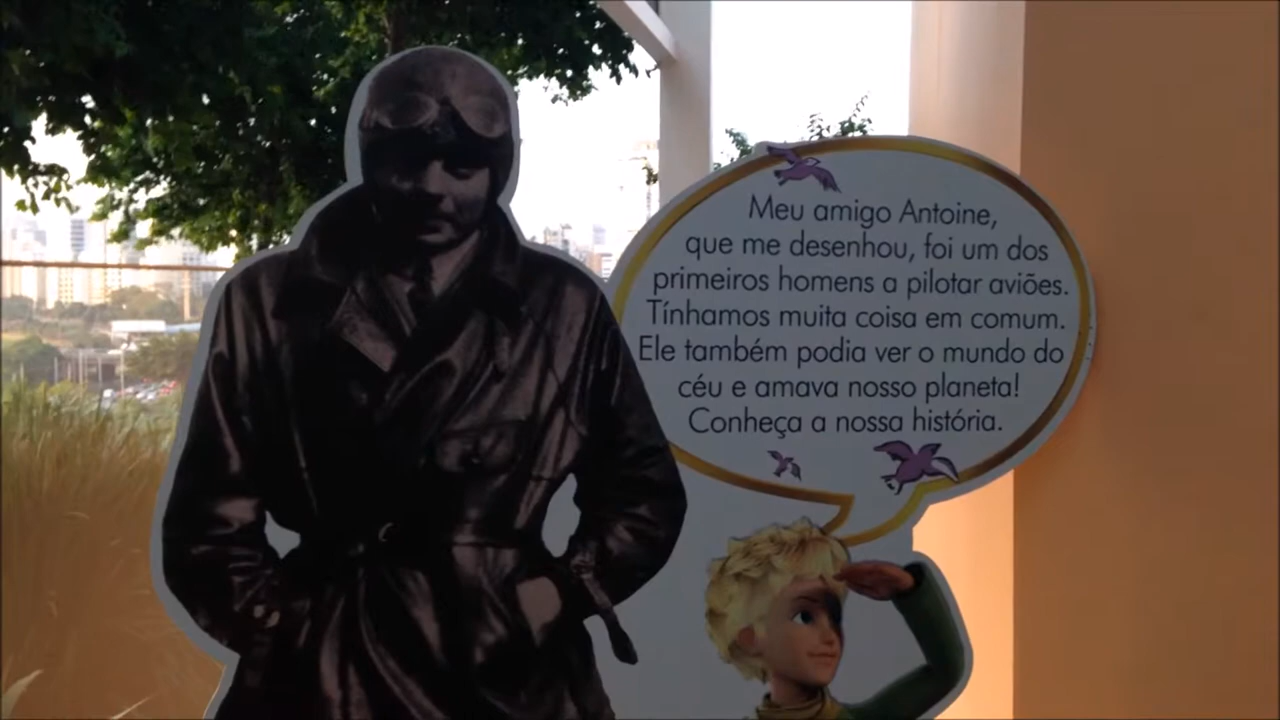 Meu amigo Antoine,
que me desenhou, foi um dos
primeiros homens a pilotar aviões.
Tínhamos muita coisa em comum.
Ele também podia ver o mundo do
céu e amava nosso planeta!
Conheça a nossa história.